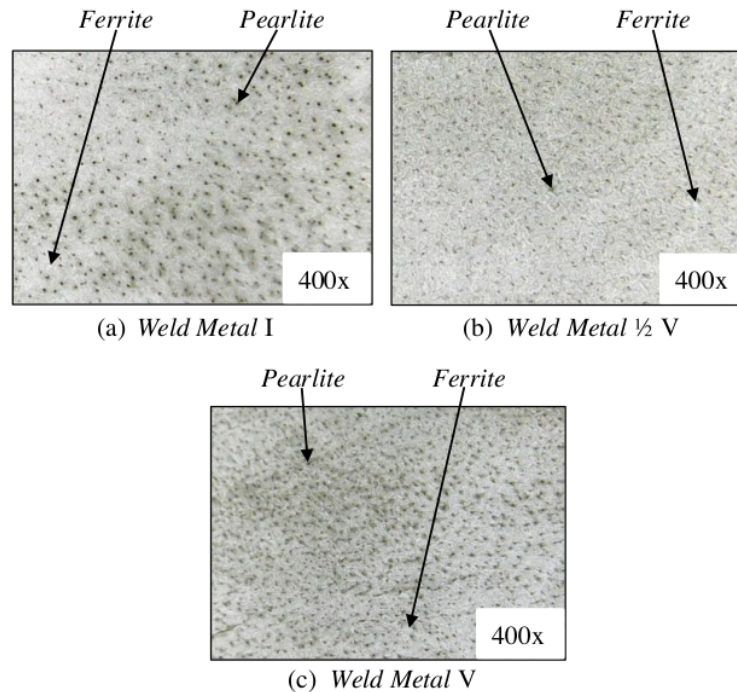 Ferrite Pearlite
Pearlite Ferrite
400x
400x
(a) Weld Metal I
(b) Weld Metal ½ V
Pearlite Ferrite
400x
(c) Weld Metal V